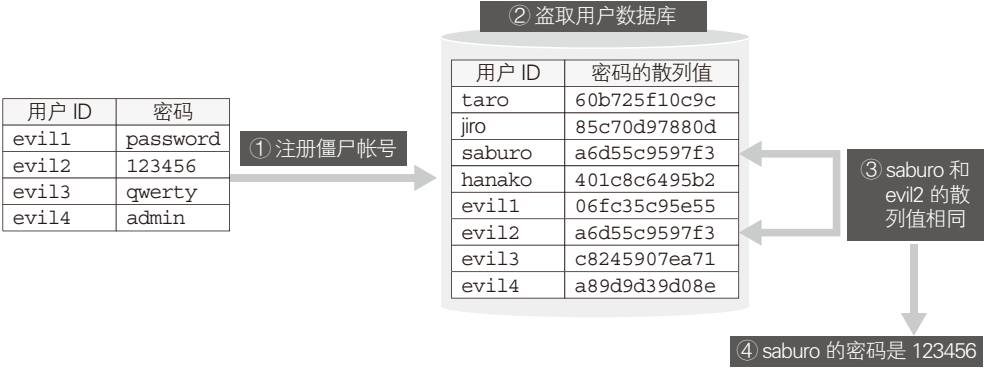 ② 盗取用户数据库
用户 ID 密码的散列值
taro 60b725f10c9c
jiro 85c70d97880d
saburo a6d55c9597f3
hanako 401c8c6495b2
evil1 06fc35c95e55
evil2 a6d55c9597f3
evil3 c8245907ea71
evil4 a89d9d39d08e
用户 ID 密码
evil1 password
evil2 123456
evil3 qwerty
evil4 admin
① 注册僵尸帐号
③ saburo 和
evil2 的散
列值相同
④ saburo 的密码是 123456